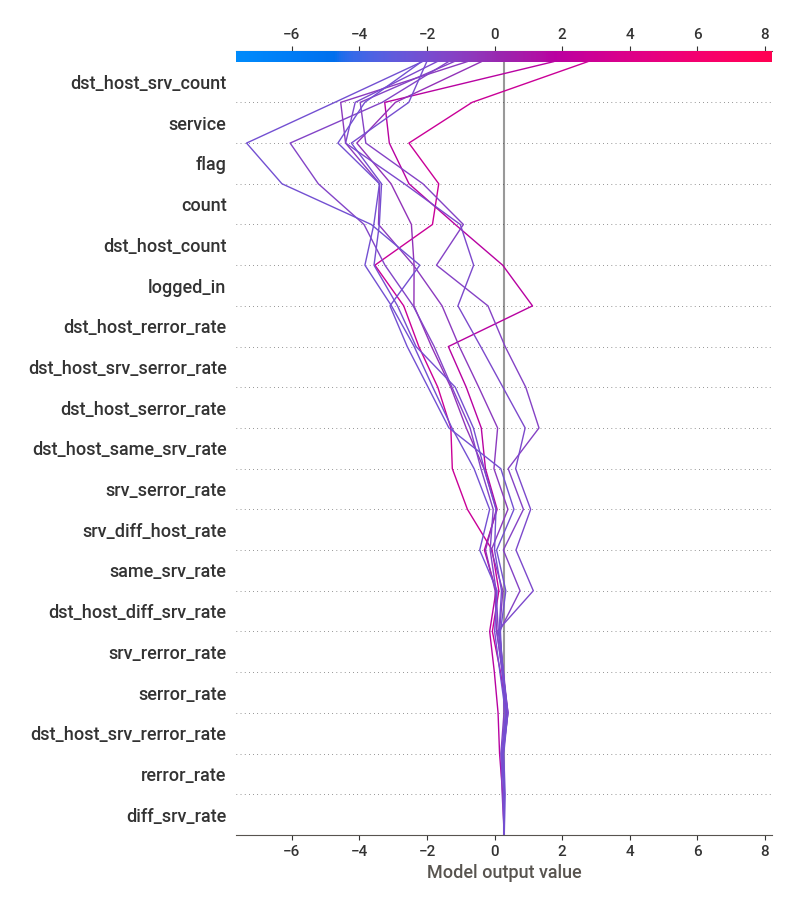 −6 −4 −2 0 2 4 6 8
dst_host_srv_count
service
flag
count
dst_host_count
logged_in
dst_host_rerror_rate
dst_host_srv_serror_rate
dst_host_serror_rate
dst_host_same_srv_rate
srv_serror_rate
srv_diff_host_rate
same_srv_rate
dst_host_diff_srv_rate
srv_rerror_rate
serror_rate
dst_host_srv_rerror_rate
rerror_rate
diff_srv_rate
−6 −4 −2 0 2 4 6 8
Model output value